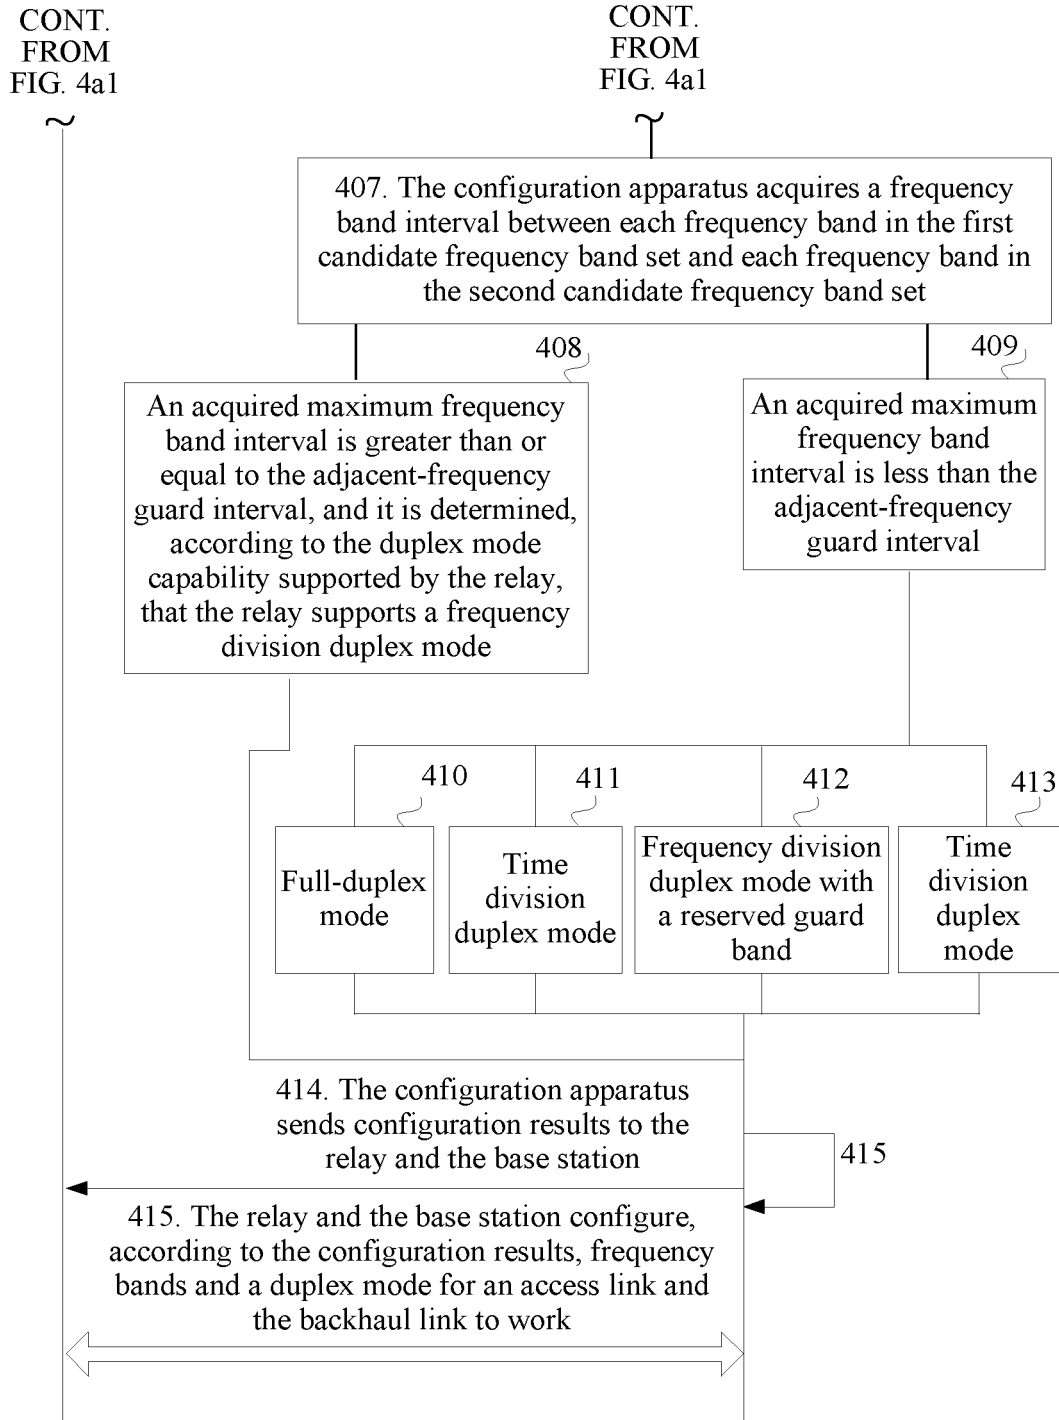 CONT.
FROM
FIG. 4a1
CONT.
FROM
FIG. 4a1
407. The configuration apparatus acquires a frequency
band interval between each frequency band in the first
candidate frequency band set and each frequency band in
the second candidate frequency band set
408
An acquired maximum frequency
band interval is greater than or
equal to the adjacent-frequency
guard interval, and it is determined,
according to the duplex mode
capability supported by the relay,
that the relay supports a frequency
division duplex mode
409
An acquired maximum
frequency band
interval is less than the
adjacent-frequency
guard interval
410
Full-duplex
mode
411
Time
division
duplex mode
412
Frequency division
duplex mode with
a reserved guard
band
413
Time
division
duplex
mode
414. The configuration apparatus
sends configuration results to the
relay and the base station
415
415. The relay and the base station configure,
according to the configuration results, frequency
bands and a duplex mode for an access link and
the backhaul link to work